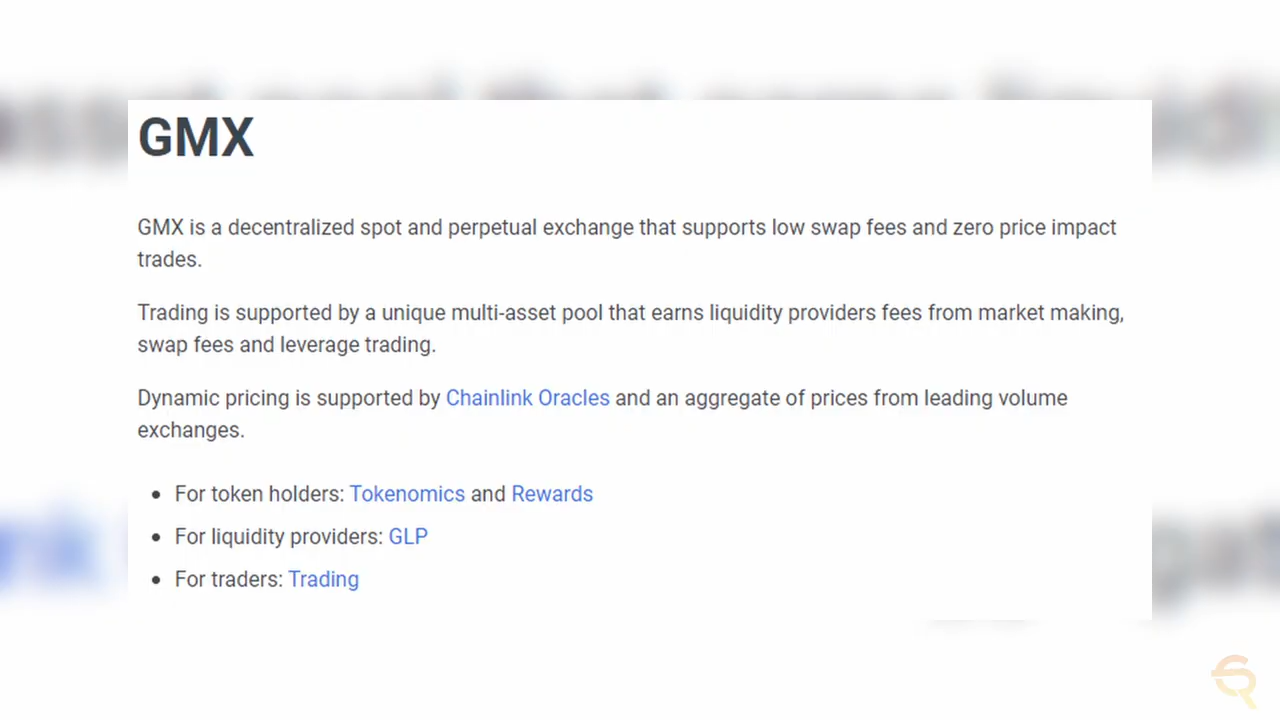 GMX
GMX is a decentralized spot and perpetual exchange that supports low swap fees and zero price impact
trades.
Trading is supported by a unique multi-asset pool that earns liquidity providers fees from market making,
swap fees and leverage trading.
Dynamic pricing is supported by Chainlink Oracles and an aggregate of prices from leading volume
exchanges.
• For token holders: Tokenomics and Rewards
• For liquidity providers: GLP
• For traders: Trading